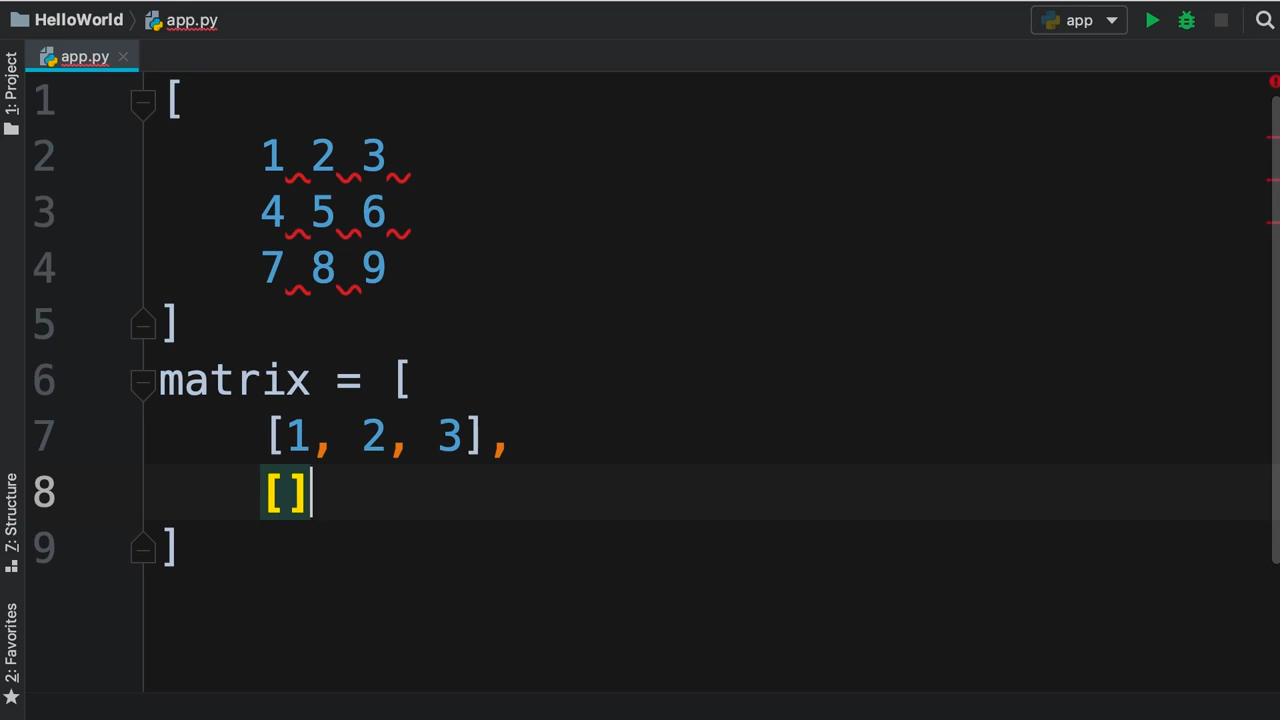 HelloWorld app.py
app
app.py
1: Project
7: Structure
2: Favorites
1 [
2 1 2 3
3 4 5 6
4 7 8 9
5 ]
6 matrix = [
7 [1, 2, 3],
8 []
9 ]